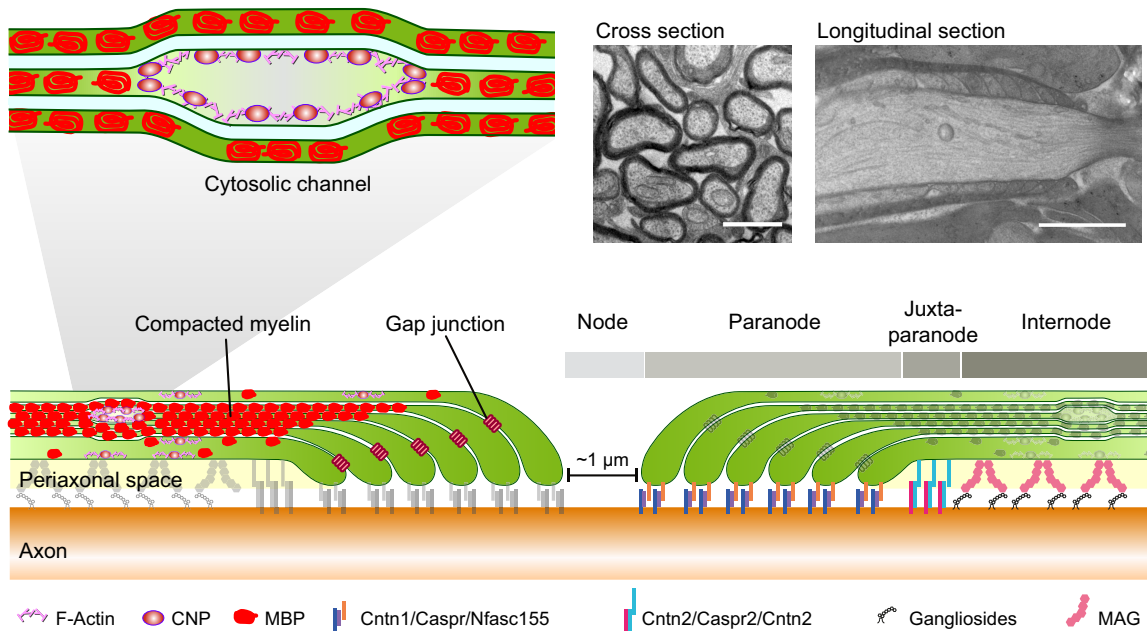 Cross section
Longitudinal section
Cytosolic channel
Compacted myelin
Gap junction
Node
Paranode
Juxta-
paranode
Internode
~1 µm
Periaxonal space
Axon
F-Actin
CNP
MBP
Cntn1/Caspr/Nfasc155
Cntn2/Caspr2/Cntn2
Gangliosides
MAG